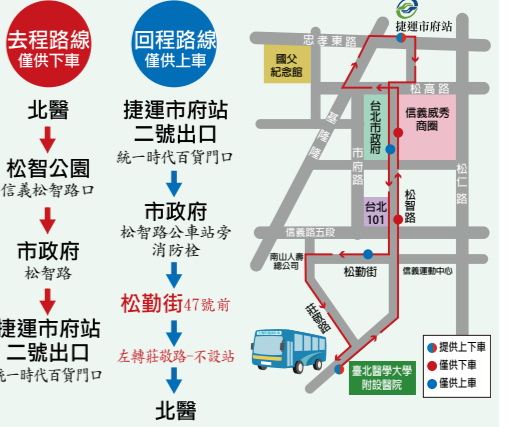 去程路線
僅供下車
北醫
松智公園
信義松智路口
市政府
松智路
捷運市府站
二號出口
統一時代百貨門口
回程路線
僅供上車
捷運市府站
二號出口
統一時代百貨門口
市政府
松智路公車站旁
消防栓
松勤街47號前
左轉莊敬路-不設站
北醫
捷運市府站
忠孝東路
國父
紀念館
松高路
台北市政府
信義威秀
商圈
基隆路
市府路
松仁路
松智路
台北
101
信義路五段
南山人壽
總公司
松勤街
信義運動中心
莊敬路
臺北醫學大學
附設醫院
提供上下車
僅供下車
僅供上車